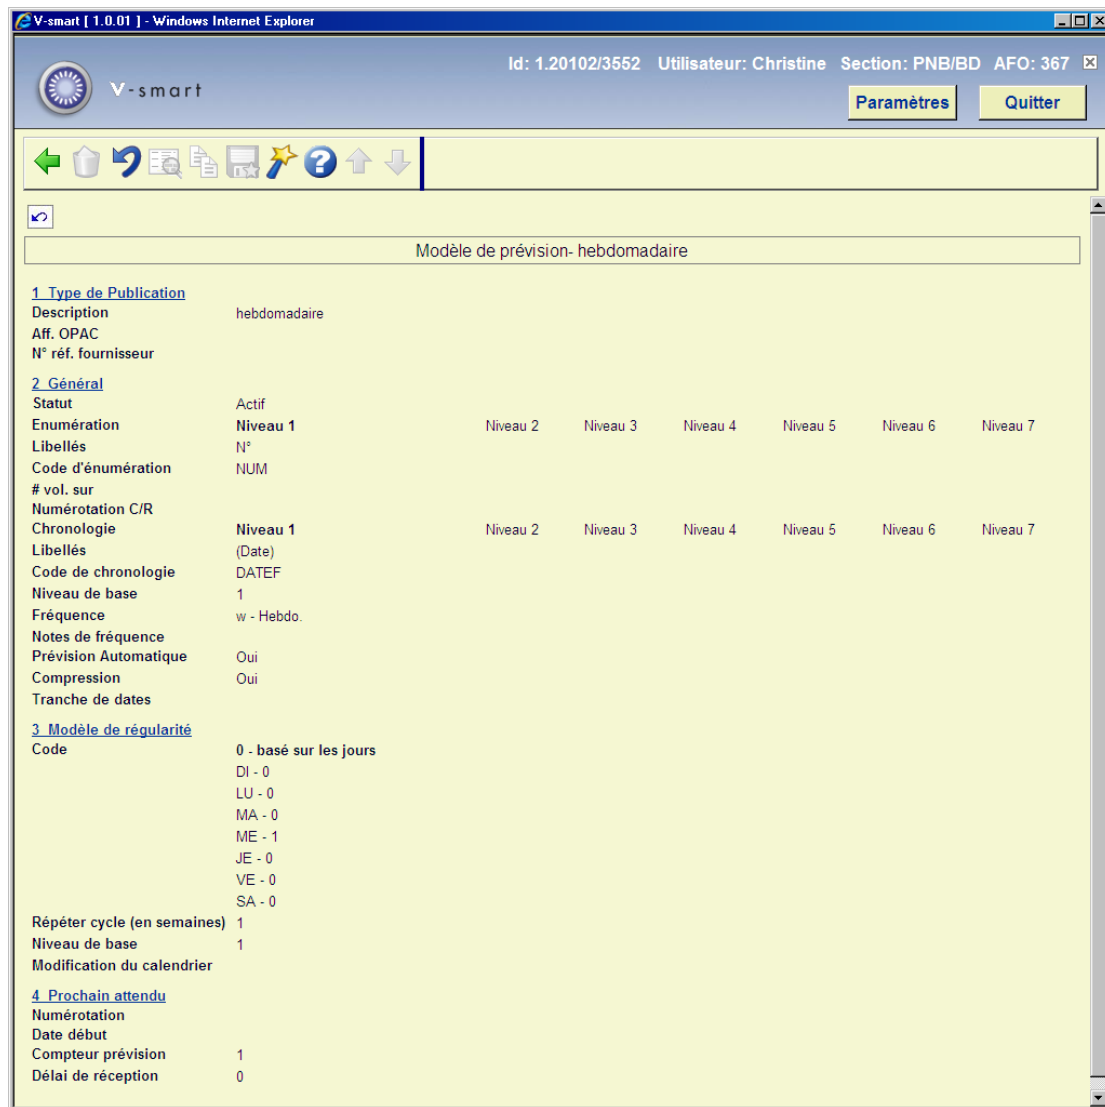 V-smart [ 1.0.01 ] - Windows Internet Explorer
Id: 1.20102/3552 Utilisateur: Christine Section: PNB/BD AFO: 367
V-smart
Paramètres Quitter
Modèle de prévision- hebdomadaire
1 Type de Publication
Description hebdomadaire
Aff. OPAC
N° réf. fournisseur
2 Général
Statut Actif
Enumération Niveau 1 Niveau 2 Niveau 3 Niveau 4 Niveau 5 Niveau 6 Niveau 7
Libellés N°
Code d'énumération NUM
# vol. sur
Numérotation C/R
Chronologie Niveau 1 Niveau 2 Niveau 3 Niveau 4 Niveau 5 Niveau 6 Niveau 7
Libellés (Date)
Code de chronologie DATEF
Niveau de base 1
Fréquence w - Hebdo.
Notes de fréquence
Prévision Automatique Oui
Compression Oui
Tranche de dates
3 Modèle de régularité
Code 0 - basé sur les jours
DI - 0
LU - 0
MA - 0
ME - 1
JE - 0
VE - 0
SA - 0
Répéter cycle (en semaines) 1
Niveau de base 1
Modification du calendrier
4 Prochain attendu
Numérotation
Date début
Compteur prévision 1
Délai de réception 0